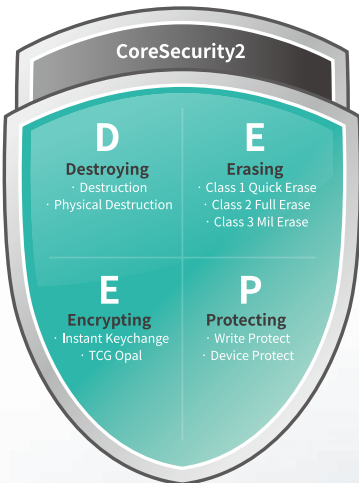 CoreSecurity2
D
Destroying
· Destruction
· Physical Destruction
E
Erasing
· Class 1 Quick Erase
· Class 2 Full Erase
· Class 3 Mil Erase
E
Encrypting
· Instant Keychange
· TCG Opal
P
Protecting
· Write Protect
· Device Protect